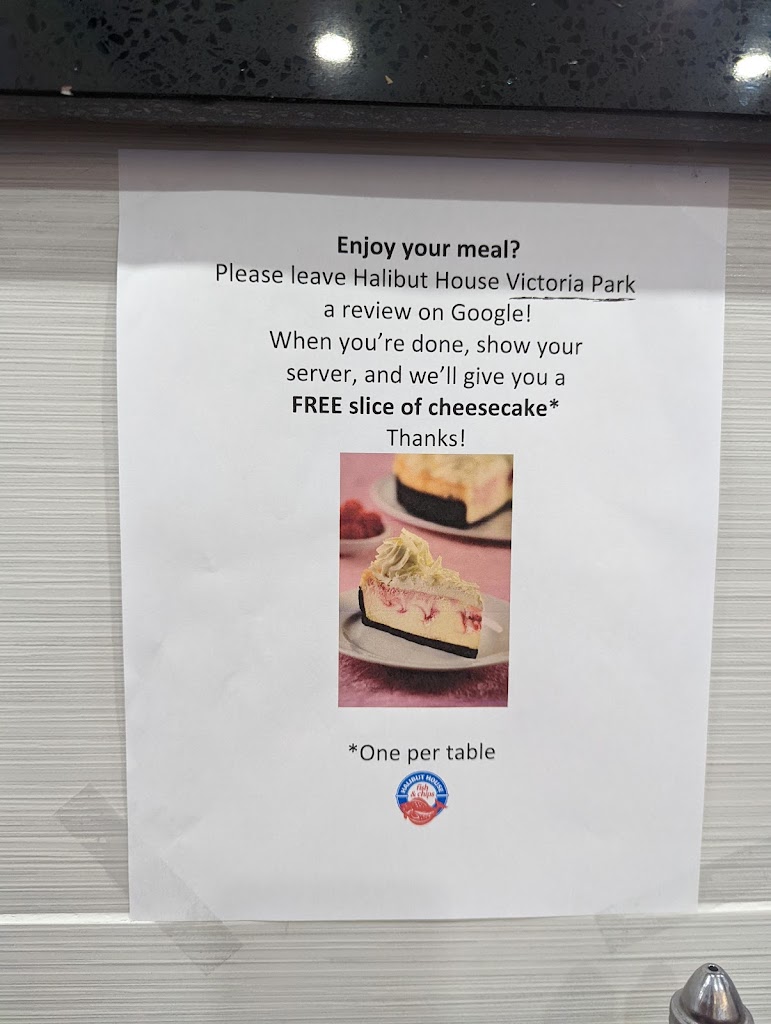 Enjoy your meal?
Please leave Halibut House Victoria Park
a review on Google!
When you're done, show your
server, and we'll give you a
FREE slice of cheesecake*
Thanks!
*One per table
HALIBUT HOUSE
fish
& chips